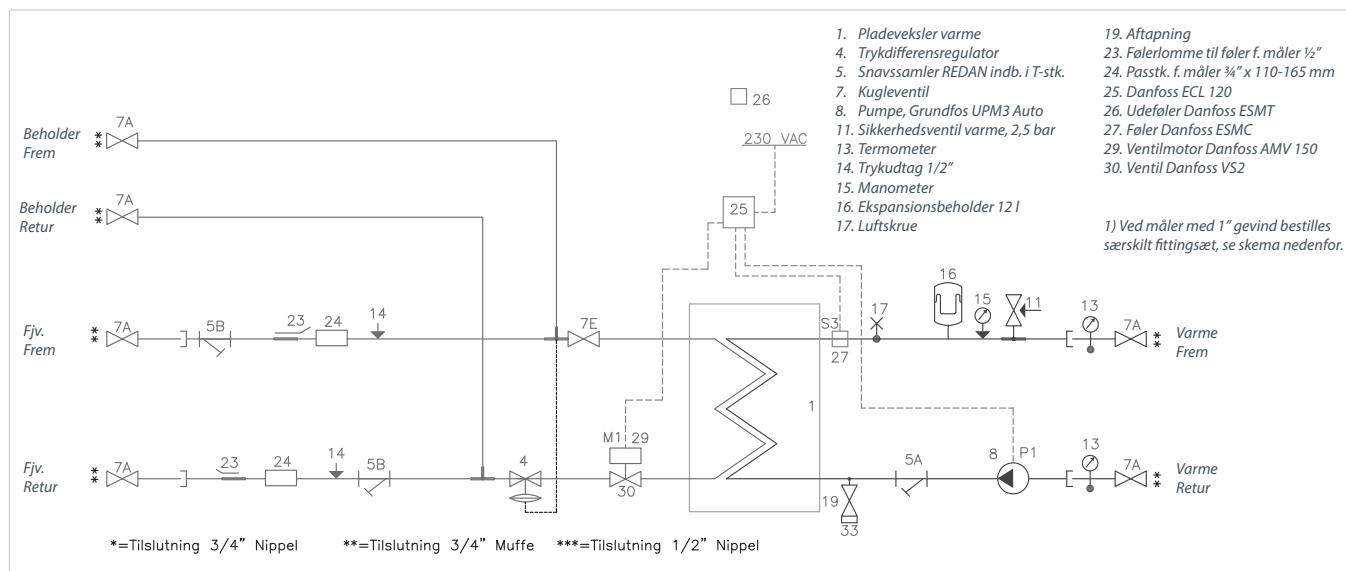 1. Pladeveksler varme
4. Trykdifferensregulator
5. Snavssamler REDAN indb. i T-stk.
7. Kugleventil
8. Pumpe, Grundfos UPM3 Auto
11. Sikkerhedsventil varme, 2,5 bar
13. Termometer
14. Trykudtag 1/2”
15. Manometer
16. Ekspansionsbeholder 12 l
17. Luftskrue
19. Aftapning
23. Følerlomme til føler f. måler ½”
24. Passtk. f. måler ¾” x 110-165 mm
25. Danfoss ECL 120
26. Udeføler Danfoss ESMT
27. Føler Danfoss ESMC
29. Ventilmotor Danfoss AMV 150
30. Ventil Danfoss VS2
1) Ved måler med 1” gevind bestilles
særskilt fittingsæt, se skema nedenfor.
26
230 VAC
25
Beholder
Frem
**
7A
Beholder
Retur
**
7A
Fjv.
Frem
**
7A
5B
23
24
14
7E
S3
27
17
16
15
11
13
7A
**
Varme
Frem
1
Fjv.
Retur
**
7A
23
24
14
5B
4
M1
29
30
19
33
5A
8
P1
13
7A
**
Varme
Retur
*=Tilslutning 3/4” Nippel
**=Tilslutning 3/4” Muffe
***=Tilslutning 1/2” Nippel